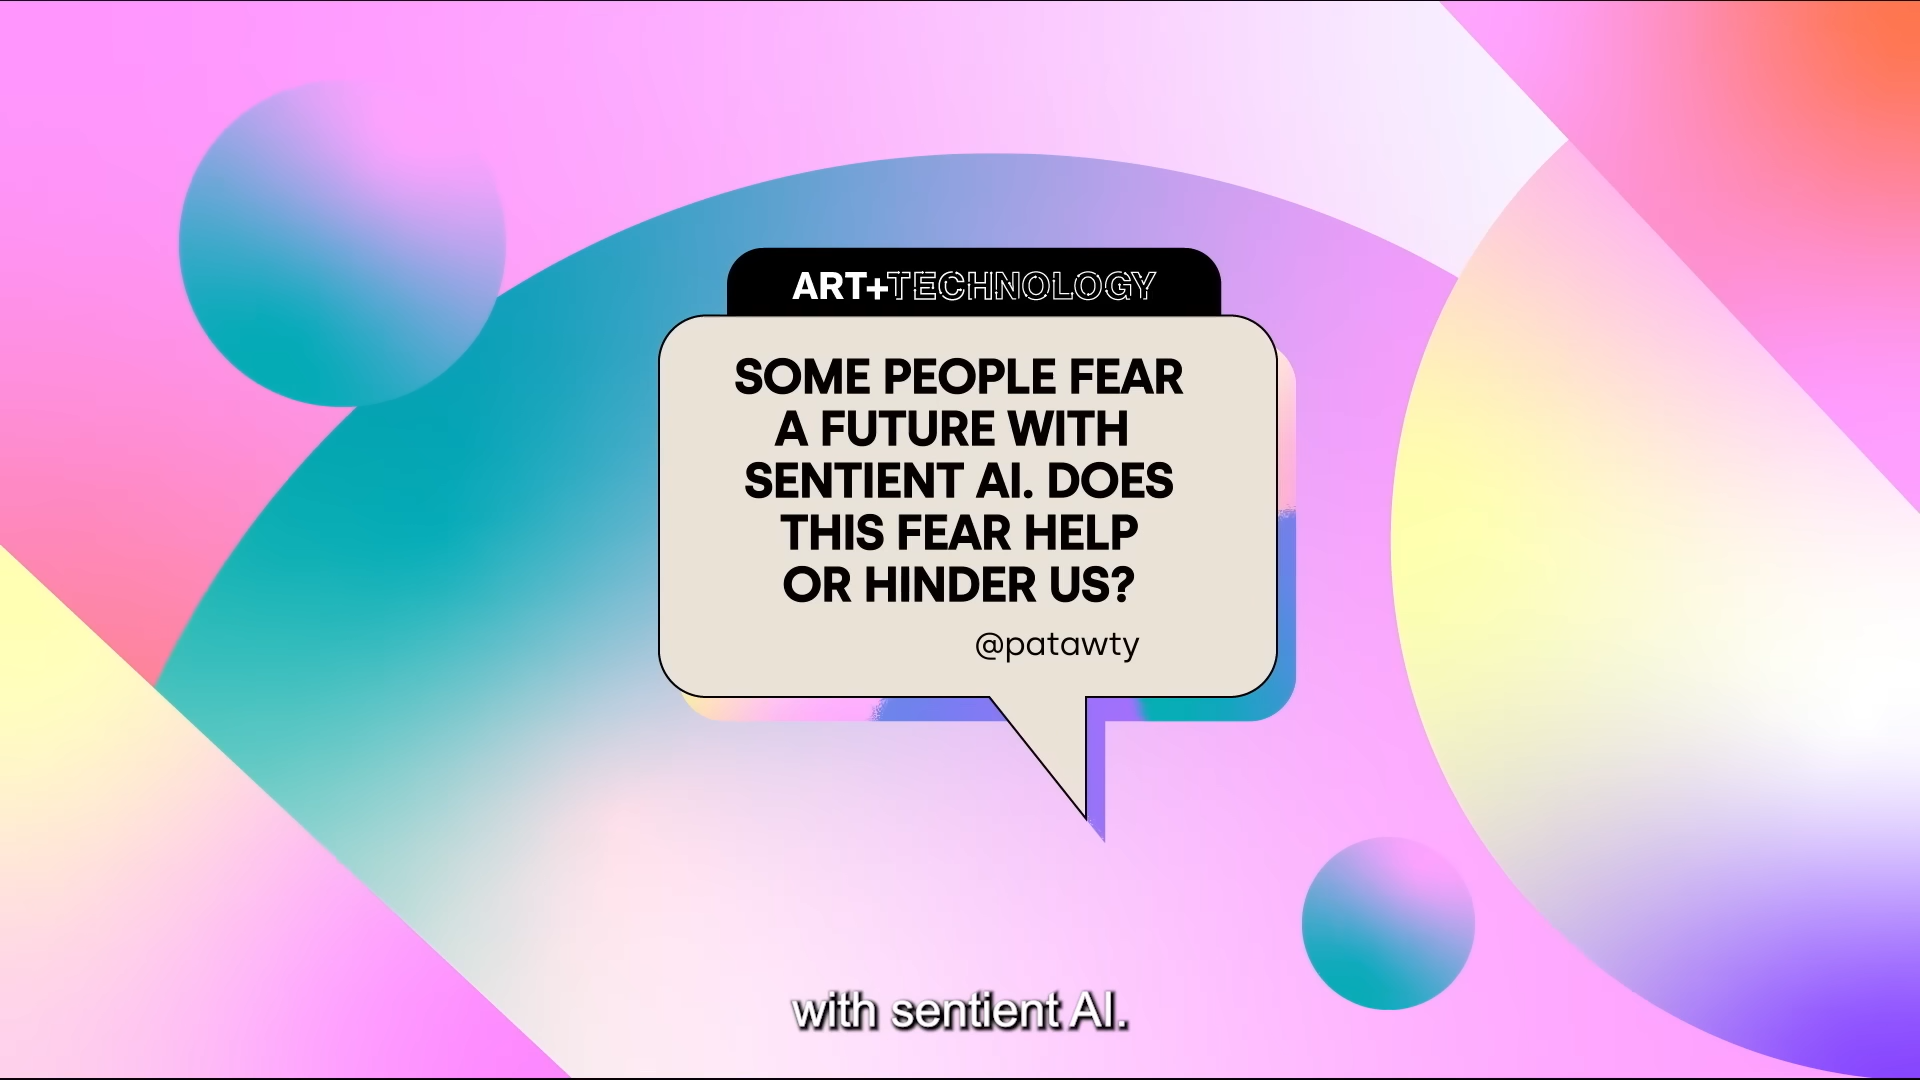 ART+TECHNOLOGY
SOME PEOPLE FEAR
A FUTURE WITH
SENTIENT AI. DOES
THIS FEAR HELP
OR HINDER US?
@patawty
with sentient AI.